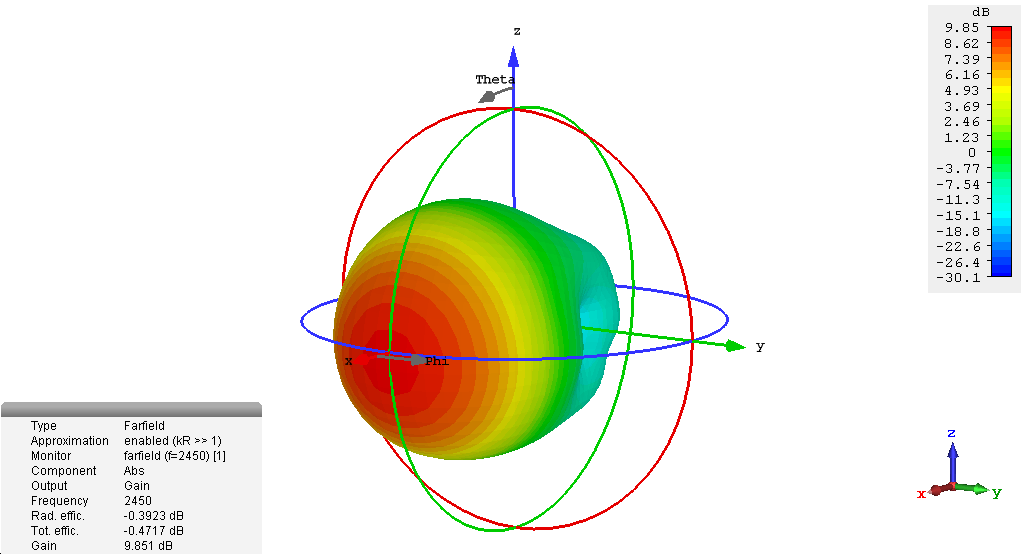 dB
9.85
8.62
7.39
6.16
4.93
3.69
2.46
1.23
0
-3.77
-7.54
-11.3
-15.1
-18.8
-22.6
-26.4
-30.1
z
Theta
y
x
Phi
Type Farfield
Approximation enabled (kR >> 1)
Monitor farfield (f=2450) [1]
Component Abs
Output Gain
Frequency 2450
Rad. effic. -0.3923 dB
Tot. effic. -0.4717 dB
Gain 9.851 dB
z
x
y